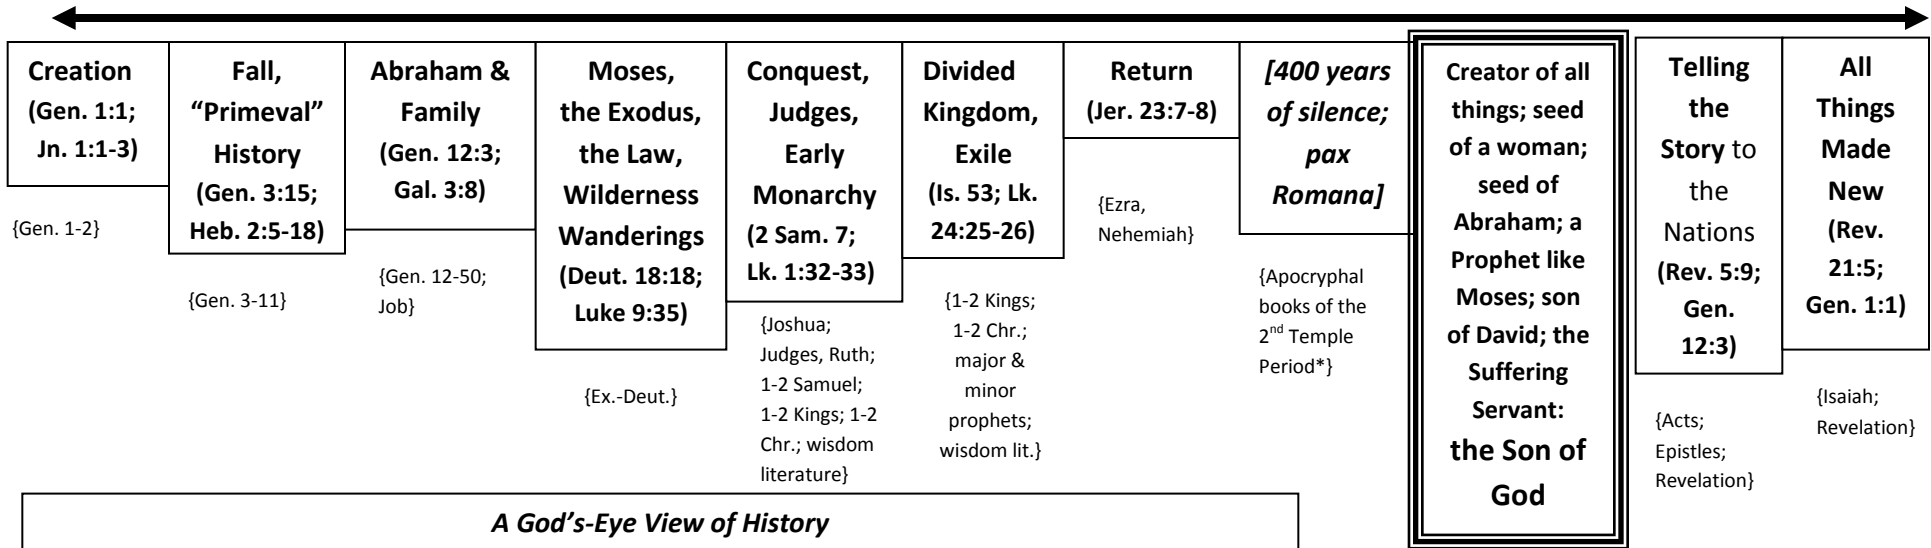 Creation
(Gen. 1:1;
Jn. 1:1-3)
{Gen. 1-2}
Fall,
“Primeval”
History
(Gen. 3:15;
Heb. 2:5-18)
{Gen. 3-11}
Abraham &
Family
(Gen. 12:3;
Gal. 3:8)
{Gen. 12-50;
Job}
Moses,
the Exodus,
the Law,
Wilderness
Wanderings
(Deut. 18:18;
Luke 9:35)
{Ex.-Deut.}
Conquest,
Judges,
Early
Monarchy
(2 Sam. 7;
Lk. 1:32-33)
{Joshua;
Judges, Ruth;
1-2 Samuel;
1-2 Kings; 1-2
Chr.; wisdom
literature}
Divided
Kingdom,
Exile
(Is. 53; Lk.
24:25-26)
{1-2 Kings;
1-2 Chr.;
major &
minor
prophets;
wisdom lit.}
Return
(Jer. 23:7-8)
{Ezra,
Nehemiah}
[400 years
of silence;
pax
Romana]
{Apocryphal
books of the
2nd Temple
Period*}
Creator of all
things; seed
of a woman;
seed of
Abraham; a
Prophet like
Moses; son
of David; the
Suffering
Servant:
the Son of
God
Telling
the
Story to
the
Nations
(Rev. 5:9;
Gen.
12:3)
{Acts;
Epistles;
Revelation}
All
Things
Made
New
(Rev.
21:5;
Gen. 1:1)
{Isaiah;
Revelation}
A God’s-Eye View of History